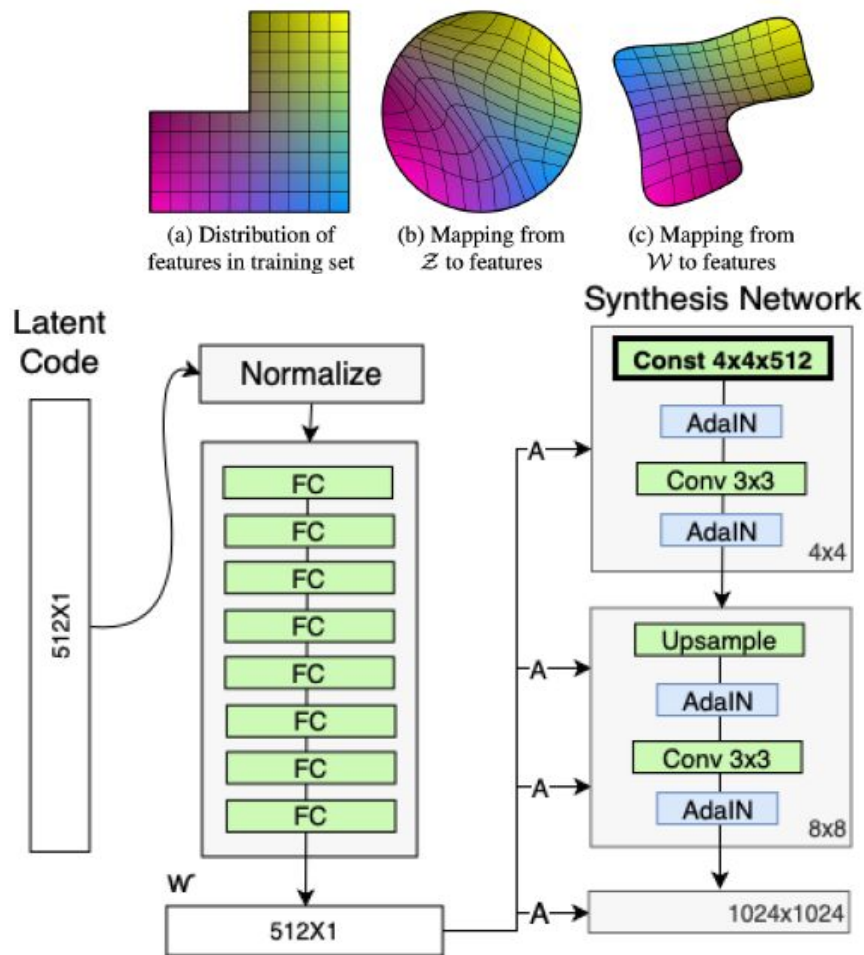 (a) Distribution of
features in training set
(b) Mapping from
𝒵 to features
(c) Mapping from
𝒲 to features
Latent
Code
512X1
Normalize
FC
FC
FC
FC
FC
FC
FC
FC
w
512X1
A
A
A
A
Synthesis Network
Const 4x4x512
AdaIN
Conv 3x3
AdaIN
4x4
Upsample
AdaIN
Conv 3x3
AdaIN
8x8
1024x1024